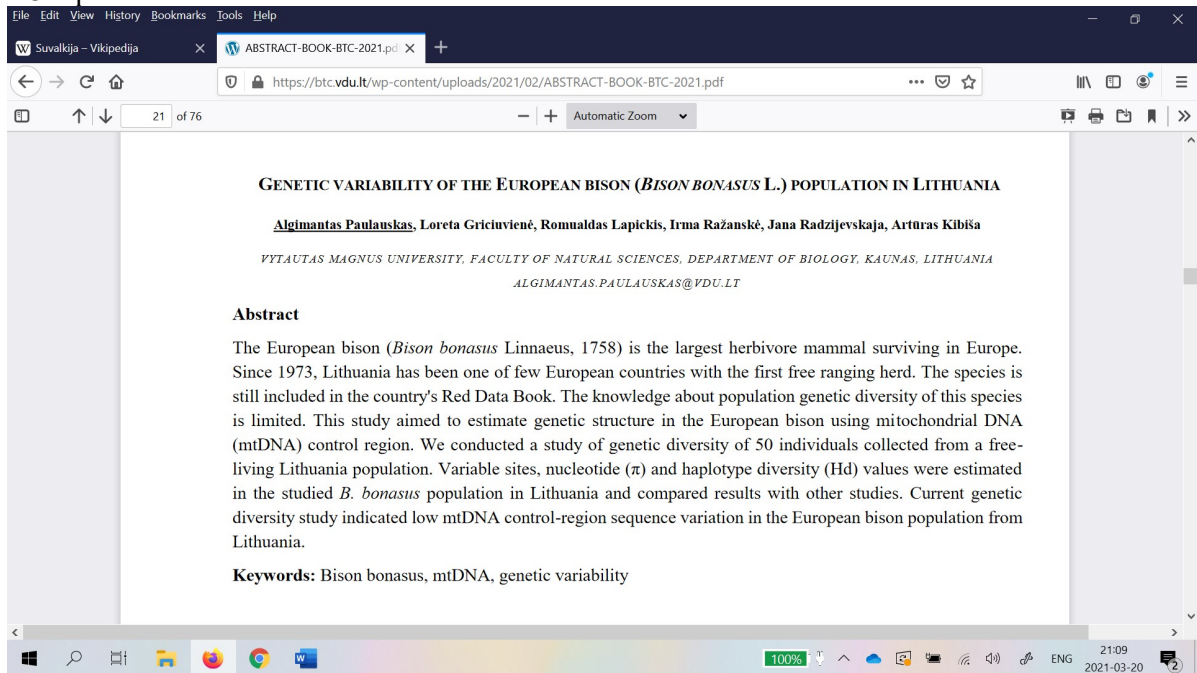 File Edit View History Bookmarks Tools Help
Suvalkija – Vikipedija
ABSTRACT-BOOK-BTC-2021.pd
https://btc.vdu.lt/wp-content/uploads/2021/02/ABSTRACT-BOOK-BTC-2021.pdf
21 of 76
Automatic Zoom
GENETIC VARIABILITY OF THE EUROPEAN BISON (BISON BONASUS L.) POPULATION IN LITHUANIA
Algimantas Paulauskas, Loreta Griciuvienė, Romualdas Lapickis, Irma Ražanskė, Jana Radzijevskaja, Artūras Kibiša
VYTAUTAS MAGNUS UNIVERSITY, FACULTY OF NATURAL SCIENCES, DEPARTMENT OF BIOLOGY, KAUNAS, LITHUANIA
ALGIMANTAS.PAULAUSKAS@VDU.LT
Abstract
The European bison (Bison bonasus Linnaeus, 1758) is the largest herbivore mammal surviving in Europe.
Since 1973, Lithuania has been one of few European countries with the first free ranging herd. The species is
still included in the country's Red Data Book. The knowledge about population genetic diversity of this species
is limited. This study aimed to estimate genetic structure in the European bison using mitochondrial DNA
(mtDNA) control region. We conducted a study of genetic diversity of 50 individuals collected from a free-
living Lithuania population. Variable sites, nucleotide (π) and haplotype diversity (Hd) values were estimated
in the studied B. bonasus population in Lithuania and compared results with other studies. Current genetic
diversity study indicated low mtDNA control-region sequence variation in the European bison population from
Lithuania.
Keywords: Bison bonasus, mtDNA, genetic variability
100%
ENG
21:09
2021-03-20
2